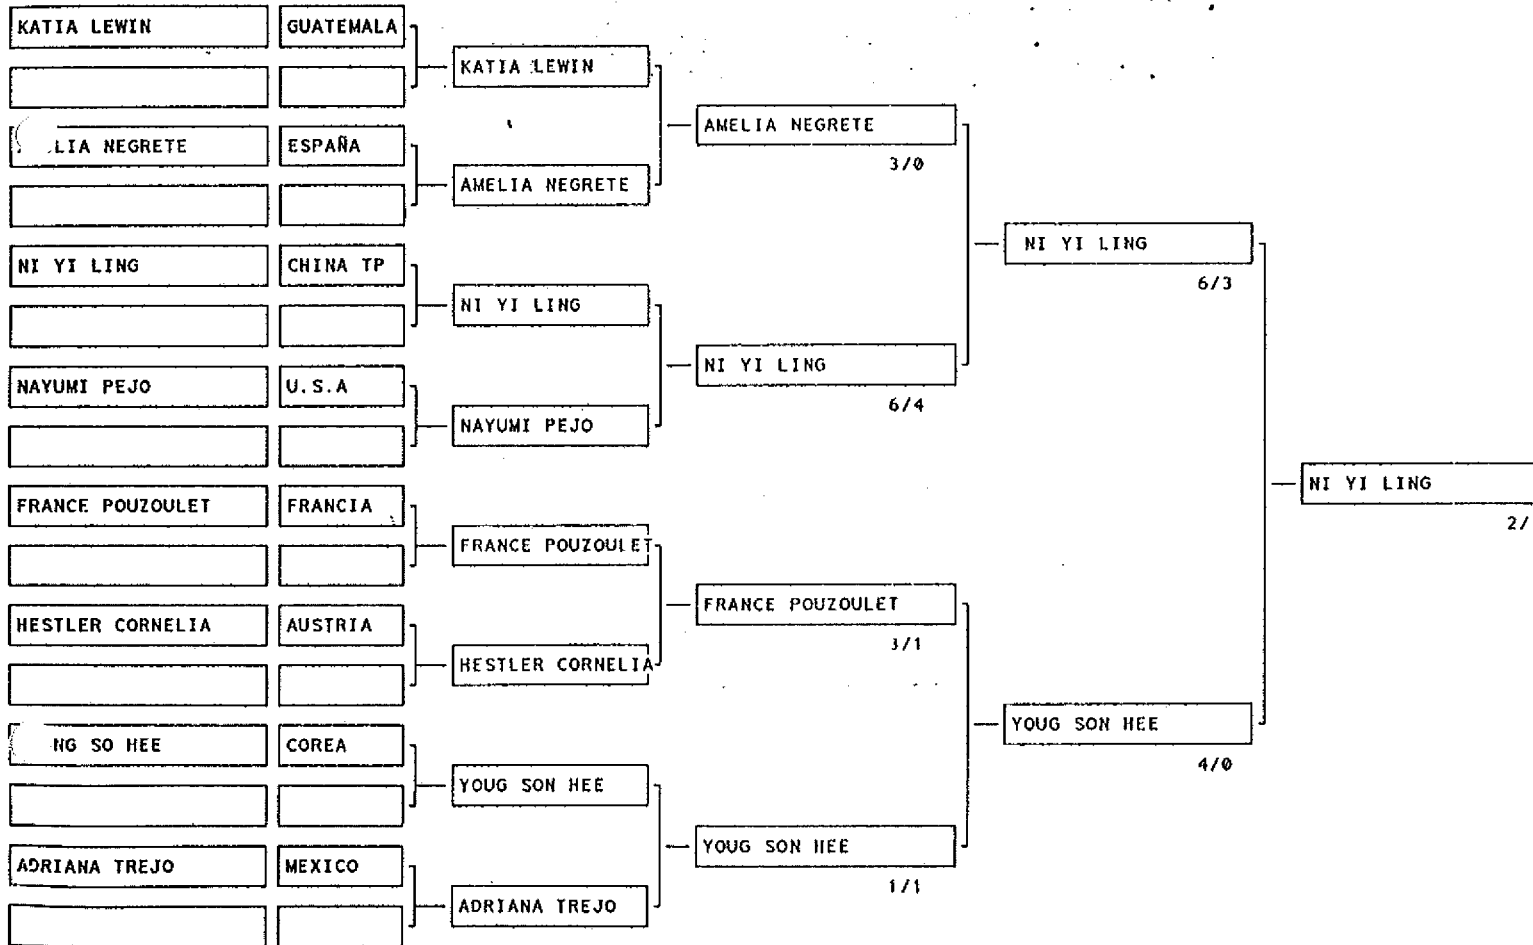 KATIA LEWIN GUATEMALA
KATIA LEWIN
AMELIA NEGRETE
LIA NEGRETE ESPAÑA
3/0
AMELIA NEGRETE
NI YI LING
NI YI LING CHINA TP
6/3
NI YI LING
NI YI LING
NAYUMI PEJO U.S.A
6/4
NAYUMI PEJO
NI YI LING
FRANCE POUZOULET FRANCIA
2/
FRANCE POUZOULET
FRANCE POUZOULET
HESTLER CORNELIA AUSTRIA
3/1
HESTLER CORNELIA
YOUG SON HEE
NG SO HEE COREA
4/0
YOUG SON HEE
YOUG SON HEE
ADRIANA TREJO MEXICO
1/1
ADRIANA TREJO